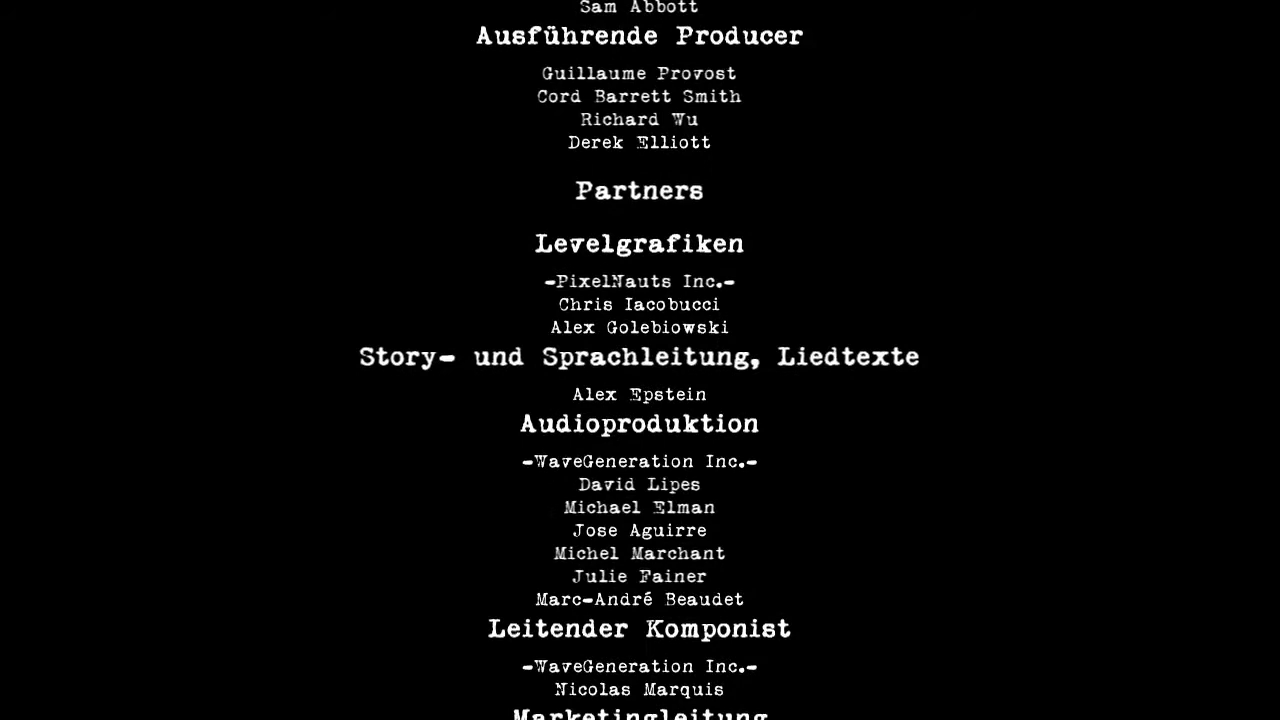 Sam Abbott
Ausführende Producer
Guillaume Provost
Cord Barrett Smith
Richard Wu
Derek Elliott
Partners
Levelgrafiken
-PixelNauts Inc.-
Chris Iacobucci
Alex Golebiowski
Story- und Sprachleitung, Liedtexte
Alex Epstein
Audioproduktion
-WaveGeneration Inc.-
David Lipes
Michael Elman
Jose Aguirre
Michel Marchant
Julie Fainer
Marc-André Beaudet
Leitender Komponist
-WaveGeneration Inc.-
Nicolas Marquis
Marketingleitung